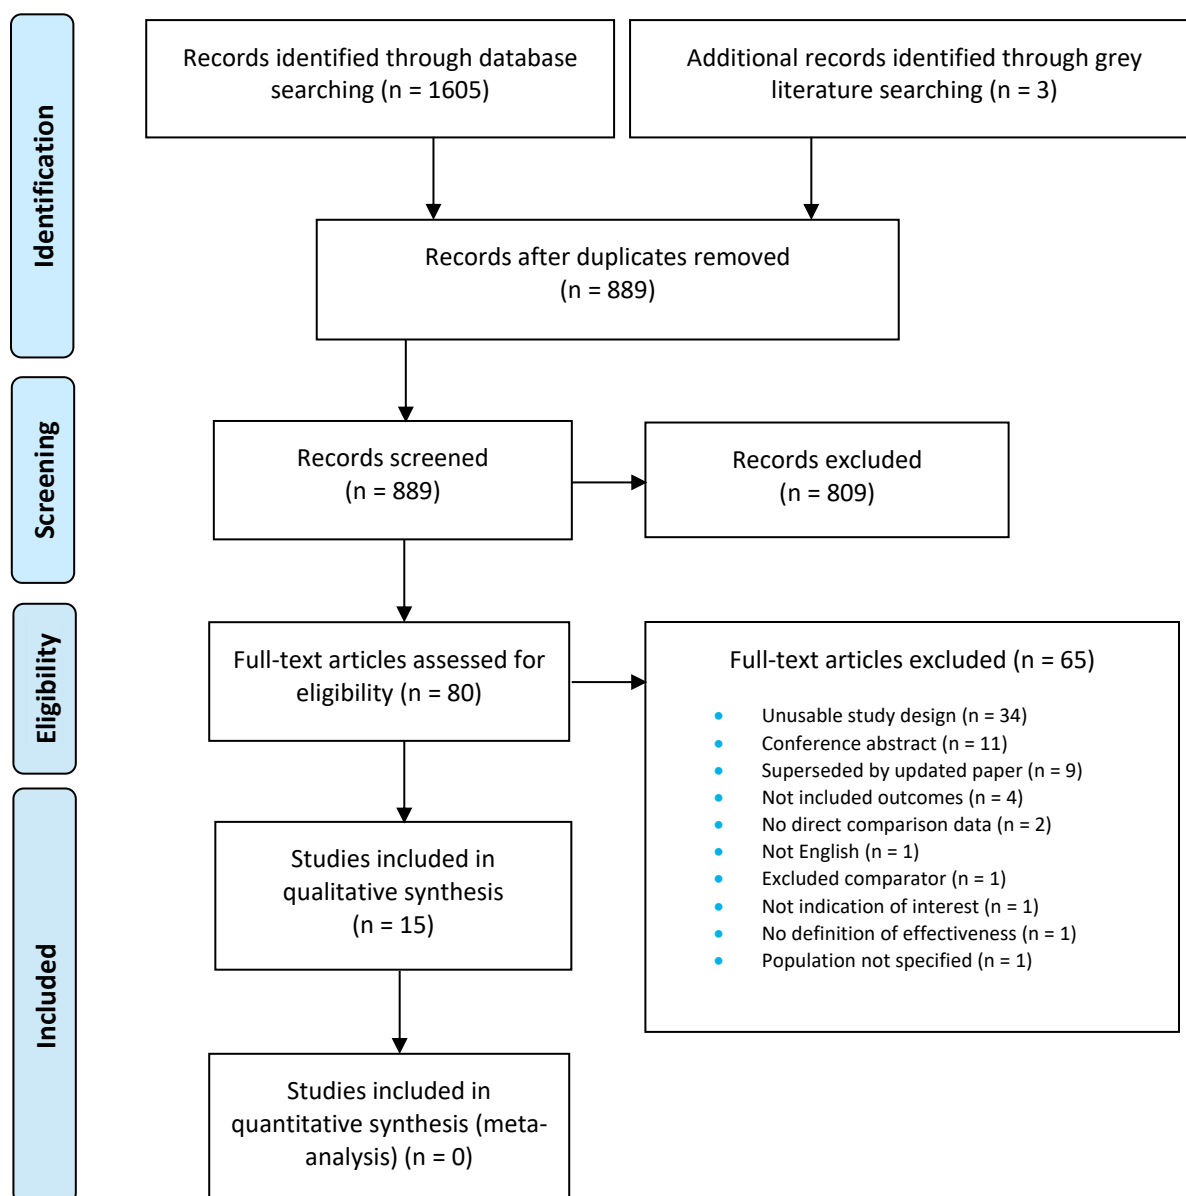 Identification
Records identified through database
searching (n = 1605)
Additional records identified through grey
literature searching (n = 3)
Records after duplicates removed
(n = 889)
Screening
Records screened
(n = 889)
Records excluded
(n = 809)
Eligibility
Full-text articles assessed for
eligibility (n = 80)
Full-text articles excluded (n = 65)
Unusable study design (n = 34)
Conference abstract (n = 11)
Superseded by updated paper (n = 9)
Not included outcomes (n = 4)
No direct comparison data (n = 2)
Not English (n = 1)
Excluded comparator (n = 1)
Not indication of interest (n = 1)
No definition of effectiveness (n = 1)
Population not specified (n = 1)
Included
Studies included in
qualitative synthesis
(n = 15)
Studies included in
quantitative synthesis (meta-
analysis) (n = 0)